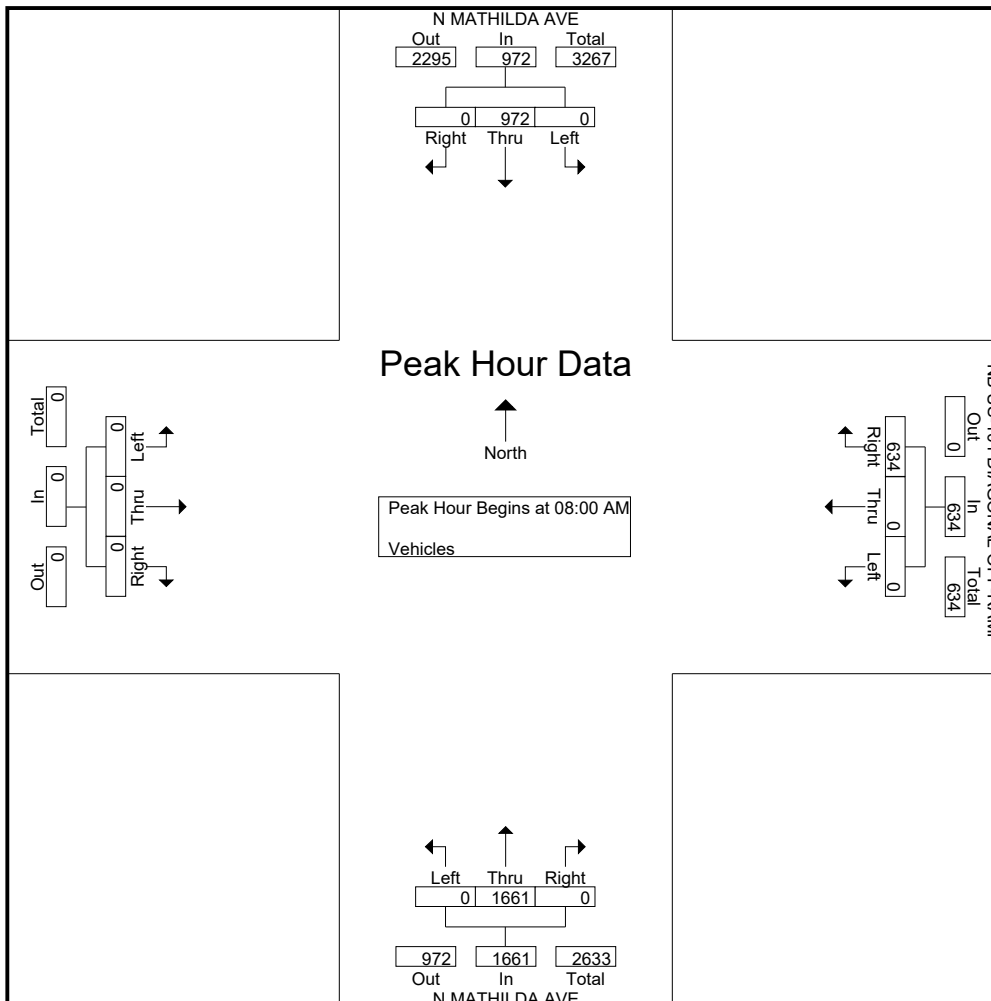 N MATHILDA AVE
Out In Total
2295 972 3267
0 972 0
Right Thru Left
Peak Hour Data
North
Peak Hour Begins at 08:00 AM
Vehicles
Total In Out
0 0 0
0 0 0
Left Thru Right
Right Thru Left
634 0 0
Out In Total
0 634 634
Left Thru Right
0 1661 0
972 1661 2633
Out In Total
N MATHILDA AVE